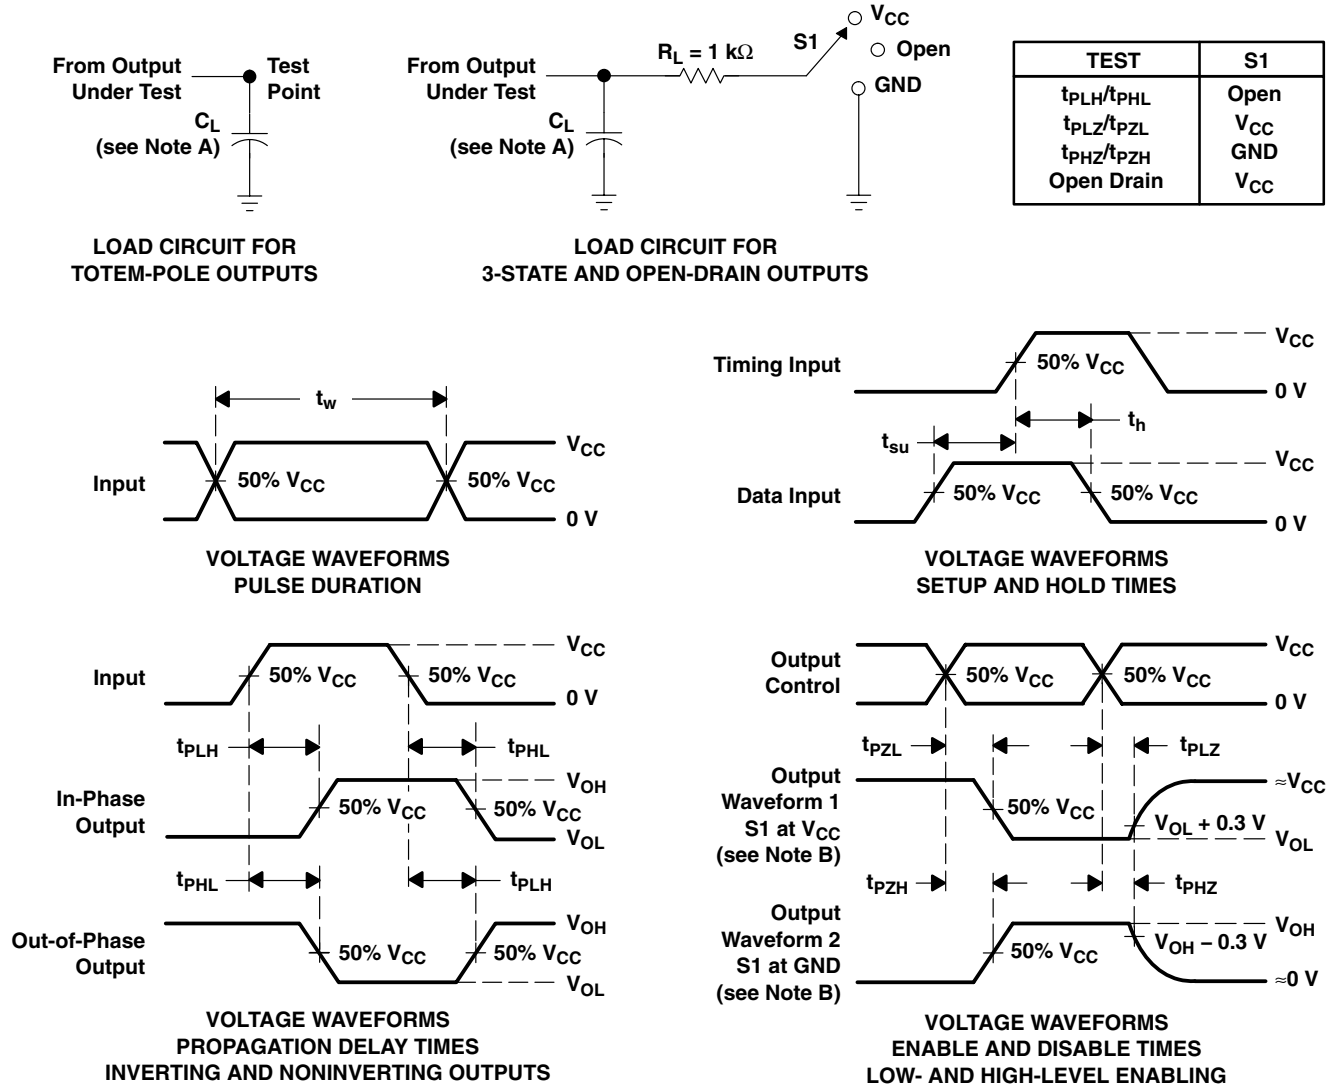 From Output
Under Test
Test
Point
CL
(see Note A)
LOAD CIRCUIT FOR
TOTEM-POLE OUTPUTS
From Output
Under Test
RL = 1 kΩ
S1
VCC
Open
GND
CL
(see Note A)
LOAD CIRCUIT FOR
3-STATE AND OPEN-DRAIN OUTPUTS
TEST S1
tPLH/tPHL Open
tPLZ/tPZL VCC
tPHZ/tPZH GND
Open Drain VCC
tw
Input
50% VCC
50% VCC
VCC
0 V
VOLTAGE WAVEFORMS
PULSE DURATION
Timing Input
50% VCC
VCC
0 V
tsu
th
Data Input
50% VCC
50% VCC
VCC
0 V
VOLTAGE WAVEFORMS
SETUP AND HOLD TIMES
Input
50% VCC
50% VCC
VCC
0 V
tPLH
tPHL
In-Phase
Output
50% VCC
50% VCC
VOH
VOL
tPHL
tPLH
Out-of-Phase
Output
50% VCC
50% VCC
VOH
VOL
VOLTAGE WAVEFORMS
PROPAGATION DELAY TIMES
INVERTING AND NONINVERTING OUTPUTS
Output
Control
50% VCC
50% VCC
VCC
0 V
tPZL
tPLZ
Output
Waveform 1
S1 at VCC
(see Note B)
50% VCC
VOL + 0.3 V
≈VCC
VOL
tPZH
tPHZ
Output
Waveform 2
S1 at GND
(see Note B)
50% VCC
VOH − 0.3 V
VOH
≈0 V
VOLTAGE WAVEFORMS
ENABLE AND DISABLE TIMES
LOW- AND HIGH-LEVEL ENABLING